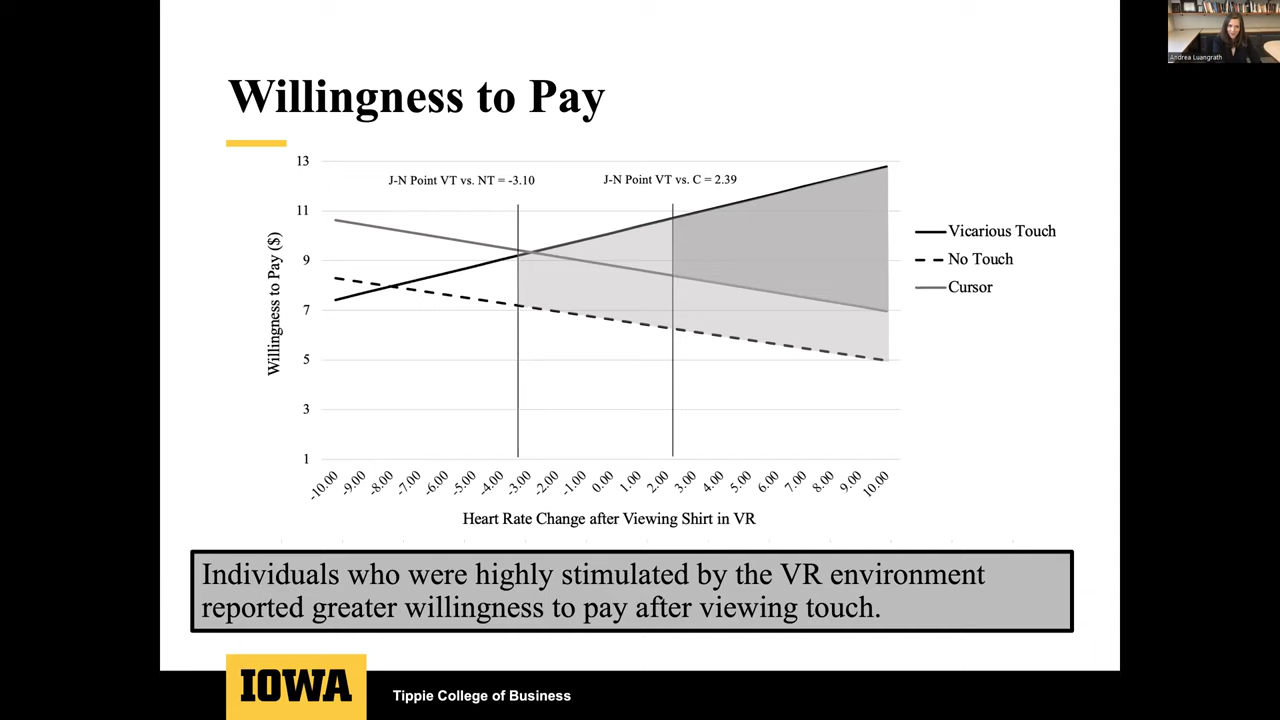 Willingness to Pay
J-N Point VT vs. NT = -3.10
J-N Point VT vs. C = 2.39
Willingness to Pay ($)
13
11
9
7
5
3
1
-10.00 -9.00 -8.00 -7.00 -6.00 -5.00 -4.00 -3.00 -2.00 -1.00 0.00 1.00 2.00 3.00 4.00 5.00 6.00 7.00 8.00 9.00 10.00
Heart Rate Change after Viewing Shirt in VR
Vicarious Touch
No Touch
Cursor
Individuals who were highly stimulated by the VR environment
reported greater willingness to pay after viewing touch.
IOWA
Tippie College of Business
Andrea Luangrath